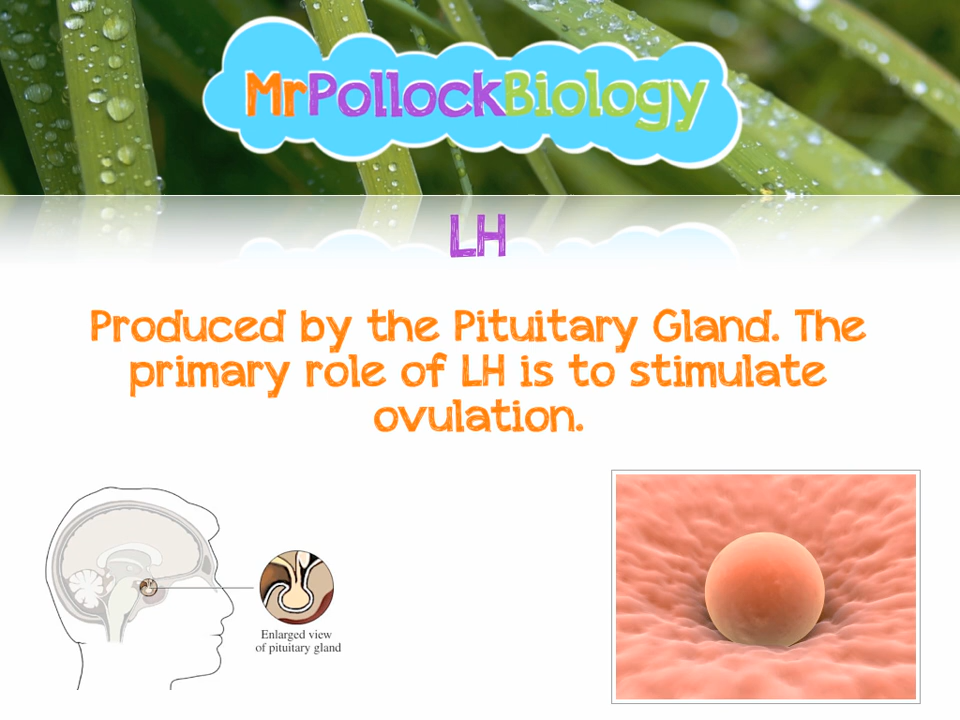 MrPollockBiology
LH
Produced by the Pituitary Gland. The
primary role of LH is to stimulate
ovulation.
Enlarged view
of pituitary gland